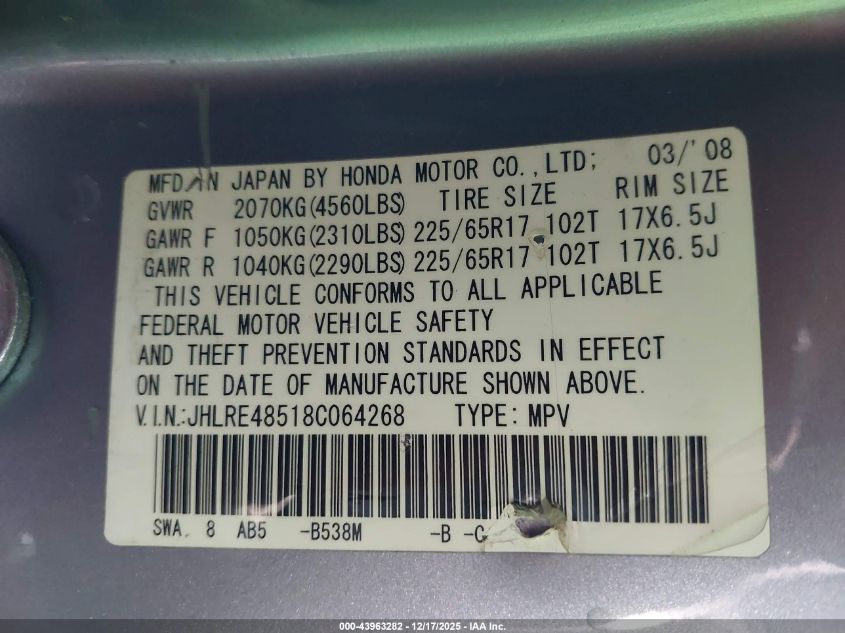 MFD IN JAPAN BY HONDA MOTOR CO.,LTD; 03/'08
GVWR 2070KG(4560LBS) TIRE SIZE RIM SIZE
GAWR F 1050KG(2310LBS) 225/65R17 102T 17X6.5J
GAWR R 1040KG(2290LBS) 225/65R17 102T 17X6.5J
THIS VEHICLE CONFORMS TO ALL APPLICABLE
FEDERAL MOTOR VEHICLE SAFETY
AND THEFT PREVENTION STANDARDS IN EFFECT
ON THE DATE OF MANUFACTURE SHOWN ABOVE.
V.I.N.:JHLRE48518C064268 TYPE: MPV
SWA. 8 AB5 -B538M -B -C
000-43963282 - 12/17/2025 - IAA Inc.